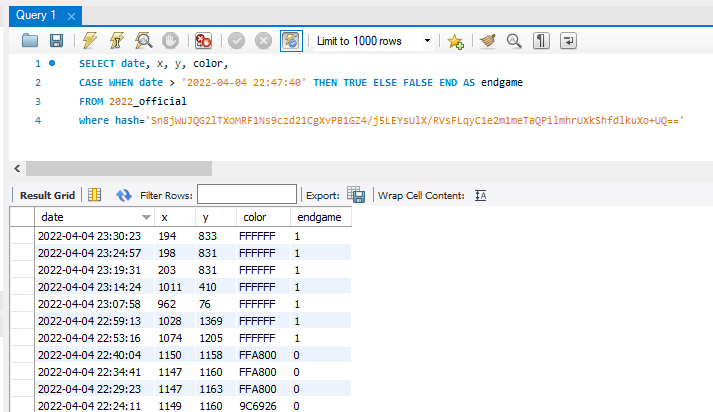 Query 1
Limit to 1000 rows
1 SELECT date, x, y, color,
2 CASE WHEN date > '2022-04-04 22:47:40' THEN TRUE ELSE FALSE END AS endgame
3 FROM 2022_official
4 where hash='Sn8jWuJQG2lTXoMRF1Ns9czd21CgXvPB1GZ4/j5LEYsUlX/RVsFLqyC1e2m1meTaQPilmhrUXkShfdlkuXo+UQ=='
Result Grid Filter Rows: Export: Wrap Cell Content:
date x y color endgame
2022-04-04 23:30:23 194 833 FFFFFF 1
2022-04-04 23:24:57 198 831 FFFFFF 1
2022-04-04 23:19:31 203 831 FFFFFF 1
2022-04-04 23:14:24 1011 410 FFFFFF 1
2022-04-04 23:07:58 962 76 FFFFFF 1
2022-04-04 22:59:13 1028 1369 FFFFFF 1
2022-04-04 22:53:16 1074 1205 FFFFFF 1
2022-04-04 22:40:04 1150 1158 FFA800 0
2022-04-04 22:34:41 1147 1160 FFA800 0
2022-04-04 22:29:23 1147 1163 FFA800 0
2022-04-04 22:24:11 1149 1160 9C6926 0